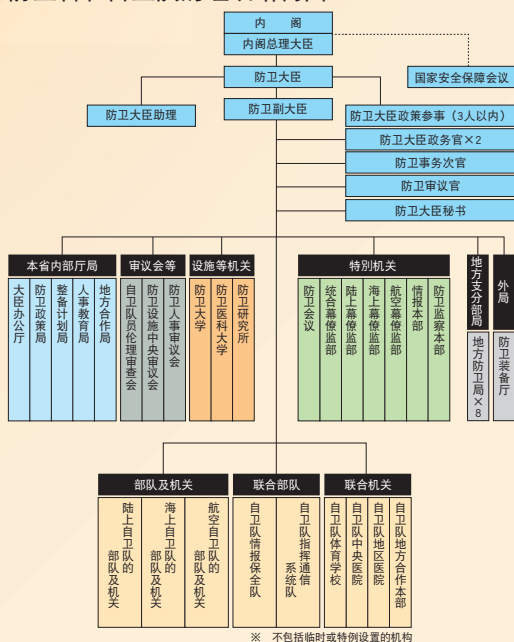 内 阁
内阁总理大臣
防卫大臣
国家安全保障会议
防卫大臣助理
防卫副大臣
防卫大臣政策参事（3人以内）
防卫大臣政务官×2
防卫事务次官
防卫审议官
防卫大臣秘书
本省内部厅局
大臣办公厅
防卫政策局
整备计划局
人事教育局
地方合作局
审议会等
自卫队员伦理审查会
防卫设施中央审议会
防卫人事审议会
设施等机关
防卫大学
防卫医科大学
防卫研究所
特别机关
防卫会议
统合幕僚监部
陆上幕僚监部
海上幕僚监部
航空幕僚监部
情报本部
防卫监察本部
地方支分部局
地方防卫局×8
外局
防卫装备厅
部队及机关
陆上自卫队的
部队及机关
海上自卫队的
部队及机关
航空自卫队的
部队及机关
联合部队
自卫队情报保全队
自卫队指挥通信
系统队
联合机关
自卫队体育学校
自卫队中央医院
自卫队地区医院
自卫队地方合作本部
※ 不包括临时或特例设置的机构